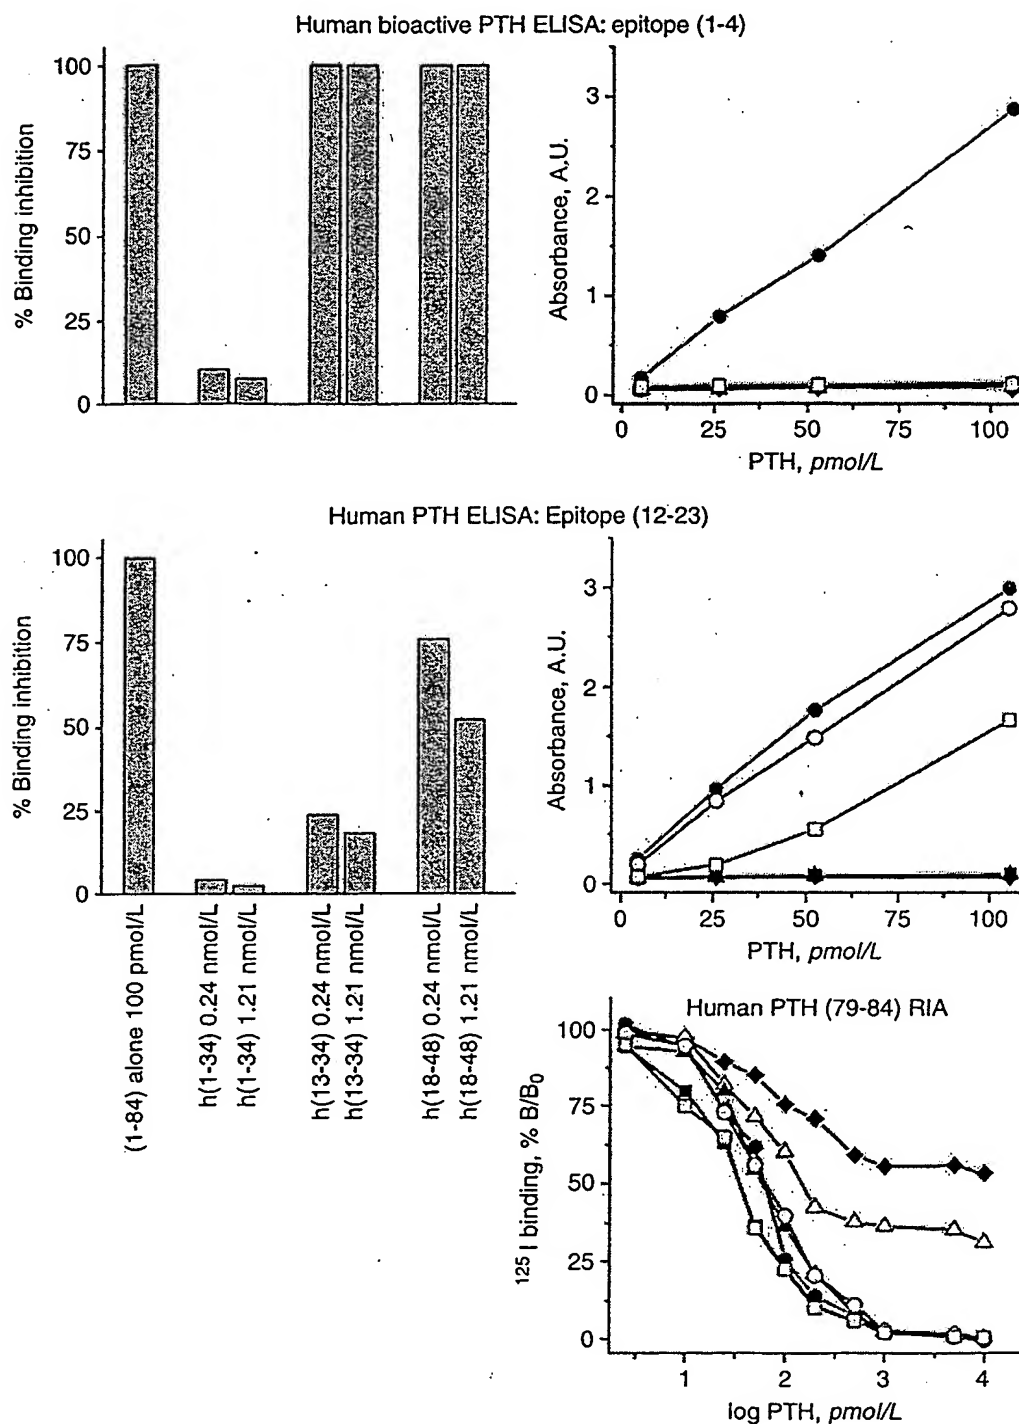 Human bioactive PTH ELISA: epitope (1-4)
% Binding inhibition
100
75
50
25
0
Absorbance, A.U.
3
2
1
0
0 25 50 75 100
PTH, pmol/L
Human PTH ELISA: Epitope (12-23)
% Binding inhibition
100
75
50
25
0
(1-84) alone 100 pmol/L
h(1-34) 0.24 nmol/L
h(1-34) 1.21 nmol/L
h(13-34) 0.24 nmol/L
h(13-34) 1.21 nmol/L
h(18-48) 0.24 nmol/L
h(18-48) 1.21 nmol/L
Absorbance, A.U.
3
2
1
0
0 25 50 75 100
PTH, pmol/L
Human PTH (79-84) RIA
125 I binding, % B/B0
100
75
50
25
0
1 2 3 4
log PTH, pmol/L